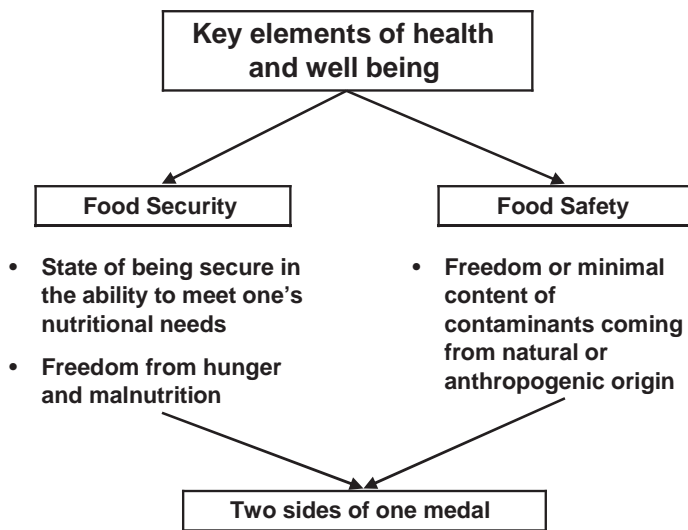 Key elements of health
and well being
Food Security
Food Safety
• State of being secure in
the ability to meet one's
nutritional needs
• Freedom from hunger
and malnutrition
• Freedom or minimal
content of
contaminants coming
from natural or
anthropogenic origin
Two sides of one medal